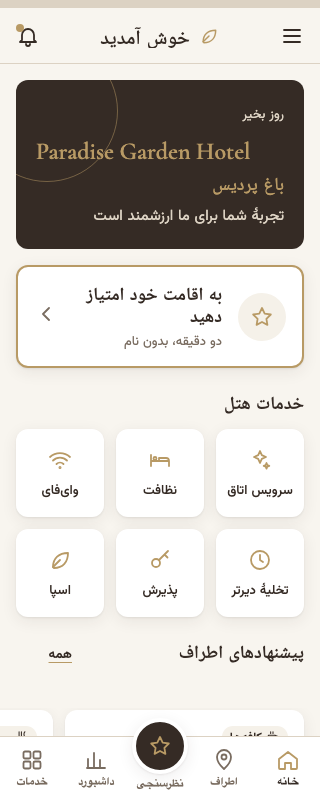 خوش آمدید
روز بخیر
Paradise Garden Hotel
باغ پردیس
تجربهٔ شما برای ما ارزشمند است
به اقامت خود امتیاز
دهید
دو دقیقه، بدون نام
خدمات هتل
سرویس اتاق
نظافت
وای‌فای
تخلیهٔ دیرتر
پذیرش
اسپا
پیشنهادهای اطراف
همه
خانه
اطراف
نظرسنجی
داشبورد
خدمات